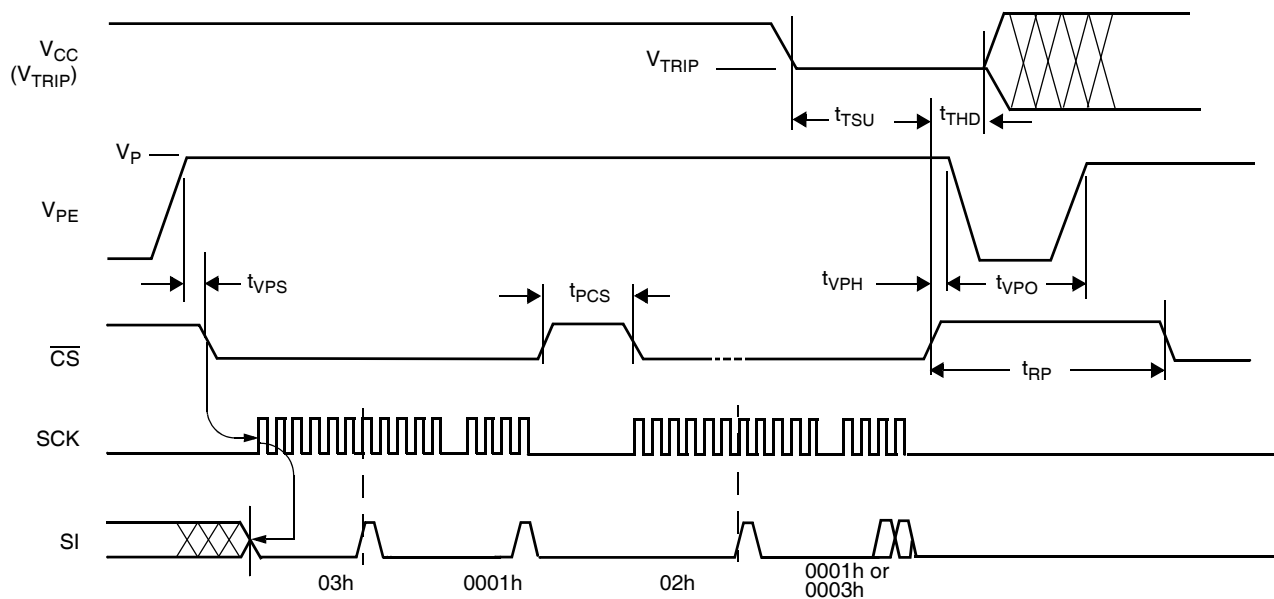 VCC
(VTRIP)
VTRIP
tTSU
tTHD
VP
VPE
tVPS
tPCS
tVPH
tVPO
CS
tRP
SCK
SI
03h
0001h
02h
0001h or
0003h